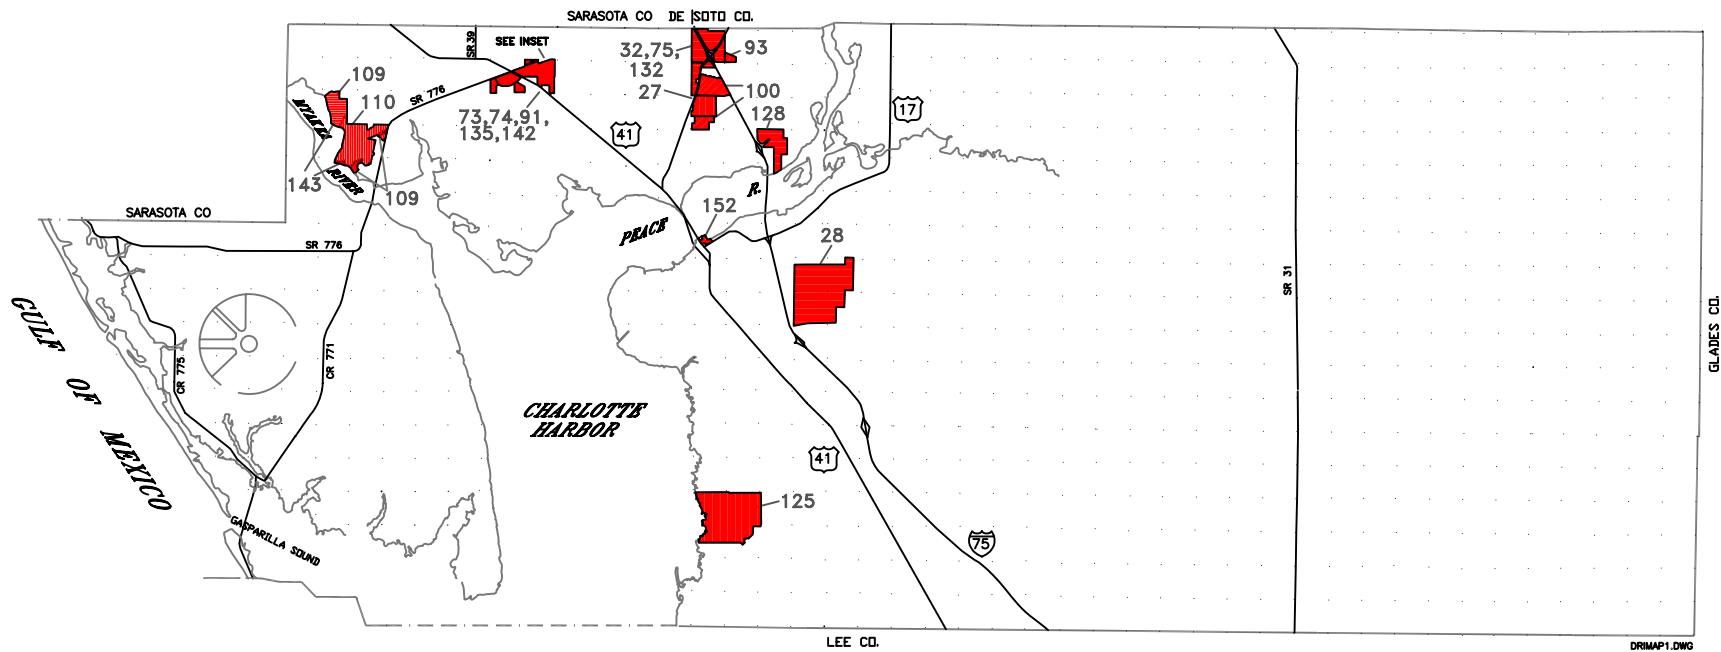 SARASOTA CO DE SOTO CO.
SR 39
SEE INSET
32,75,
132
93
27
100
128
109
110
SR 776
73,74,91,
135,142
41
17
MYAKKA
RIVER
143
109
SARASOTA CO
SR 776
PEACE
R.
152
28
SR 31
GLADES CO.
GULF OF MEXICO
CR 775
CR 771
CHARLOTTE
HARBOR
41
125
75
GASPARILLA SOUND
LEE CO.
DRIMAP1.DWG